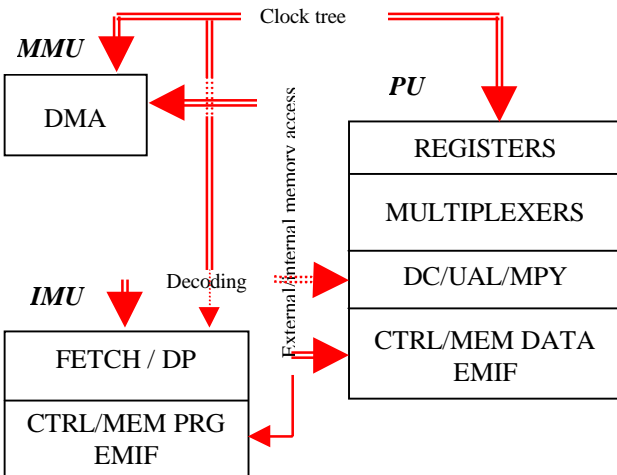 Clock tree
MMU
DMA
PU
REGISTERS
MULTIPLEXERS
DC/UAL/MPY
CTRL/MEM DATA
EMIF
External/internal memory access
Decoding
IMU
FETCH / DP
CTRL/MEM PRG
EMIF